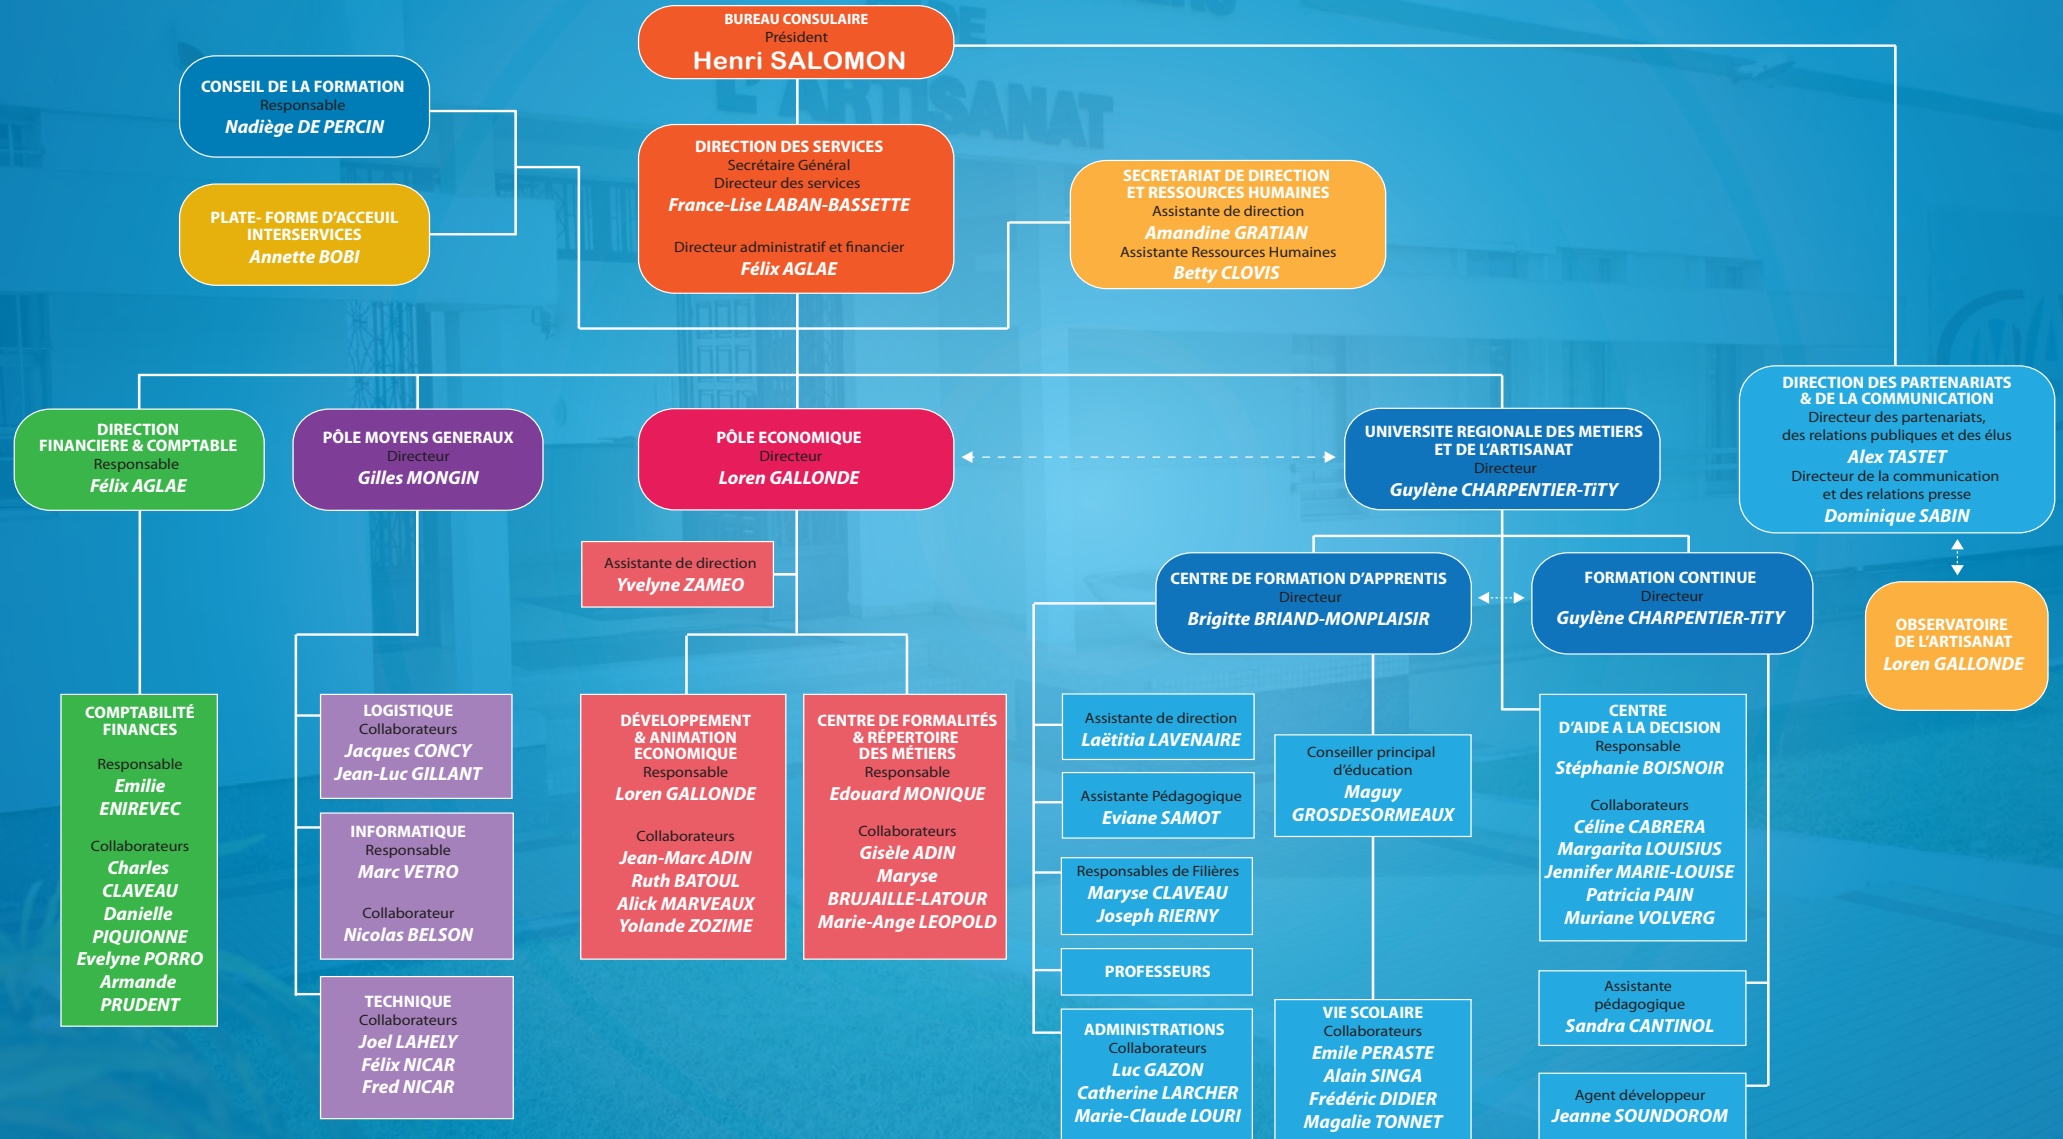 BUREAU CONSULAIRE
Président
Henri SALOMON
CONSEIL DE LA FORMATION
Responsable
Nadiège DE PERCIN
PLATE- FORME D'ACCEUIL
INTERSERVICES
Annette BOBI
DIRECTION DES SERVICES
Secrétaire Général
Directeur des services
France-Lise LABAN-BASSETTE
Directeur administratif et financier
Félix AGLAE
SECRETARIAT DE DIRECTION
ET RESSOURCES HUMAINES
Assistante de direction
Amandine GRATIAN
Assistante Ressources Humaines
Betty CLOVIS
DE
L'ARTISANAT
DIRECTION
FINANCIERE & COMPTABLE
Responsable
Félix AGLAE
PÔLE MOYENS GENERAUX
Directeur
Gilles MONGIN
PÔLE ECONOMIQUE
Directeur
Loren GALLONDE
UNIVERSITE REGIONALE DES METIERS
ET DE L'ARTISANAT
Directeur
Guylène CHARPENTIER-TiTY
DIRECTION DES PARTENARIATS
& DE LA COMMUNICATION
Directeur des partenariats,
des relations publiques et des élus
Alex TASTET
Directeur de la communication
et des relations presse
Dominique SABIN
Assistante de direction
Yvelyne ZAMEO
CENTRE DE FORMATION D'APPRENTIS
Directeur
Brigitte BRIAND-MONPLAISIR
FORMATION CONTINUE
Directeur
Guylène CHARPENTIER-TiTY
OBSERVATOIRE
DE L'ARTISANAT
Loren GALLONDE
COMPTABILITÉ
FINANCES
Responsable
Emilie
ENIREVEC
Collaborateurs
Charles
CLAVEAU
Danielle
PIQUIONNE
Evelyne PORRO
Armande
PRUDENT
LOGISTIQUE
Collaborateurs
Jacques CONCY
Jean-Luc GILLANT
INFORMATIQUE
Responsable
Marc VETRO
Collaborateur
Nicolas BELSON
TECHNIQUE
Collaborateurs
Joel LAHELY
Félix NICAR
Fred NICAR
DÉVELOPPEMENT
& ANIMATION
ECONOMIQUE
Responsable
Loren GALLONDE
Collaborateurs
Jean-Marc ADIN
Ruth BATOUL
Alick MARVEAUX
Yolande ZOZIME
CENTRE DE FORMALITÉS
& RÉPERTOIRE
DES MÉTIERS
Responsable
Edouard MONIQUE
Collaborateurs
Gisèle ADIN
Maryse
BRUJAILLE-LATOUR
Marie-Ange LEOPOLD
Assistante de direction
Laëtitia LAVENAIRE
Assistante Pédagogique
Eviane SAMOT
Responsables de Filières
Maryse CLAVEAU
Joseph RIERNY
PROFESSEURS
ADMINISTRATIONS
Collaborateurs
Luc GAZON
Catherine LARCHER
Marie-Claude LOURI
Conseiller principal
d'éducation
Maguy
GROSDESORMEAUX
VIE SCOLAIRE
Collaborateurs
Emile PERASTE
Alain SINGA
Frédéric DIDIER
Magalie TONNET
CENTRE
D'AIDE A LA DECISION
Responsable
Stéphanie BOISNOIR
Collaborateurs
Céline CABRERA
Margarita LOUISIUS
Jennifer MARIE-LOUISE
Patricia PAIN
Muriane VOLVERG
Assistante
pédagogique
Sandra CANTINOL
Agent développeur
Jeanne SOUNDOROM